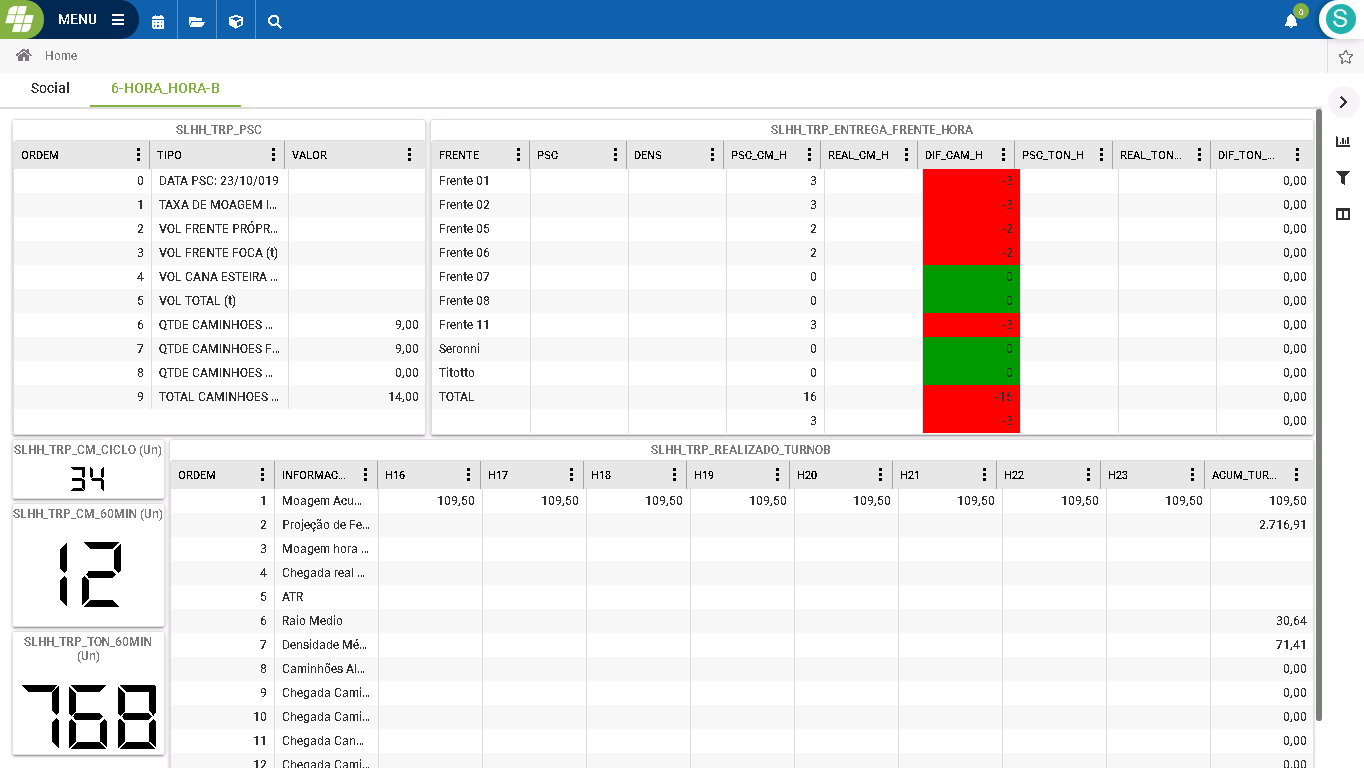 MENU
0
S
Home
Social 6-HORA_HORA-B
SLHH_TRP_PSC
ORDEM TIPO VALOR
0 DATA PSC: 23/10/019
1 TAXA DE MOAGEM I...
2 VOL FRENTE PRÓPR...
3 VOL FRENTE FOCA (t)
4 VOL CANA ESTEIRA ...
5 VOL TOTAL (t)
6 QTDE CAMINHOES ... 9,00
7 QTDE CAMINHOES F... 9,00
8 QTDE CAMINHOES ... 0,00
9 TOTAL CAMINHOES ... 14,00
SLHH_TRP_ENTREGA_FRENTE_HORA
FRENTE PSC DENS PSC_CM_H REAL_CM_H DIF_CAM_H PSC_TON_H REAL_TON... DIF_TON_...
Frente 01 3 -3 0,00
Frente 02 3 -3 0,00
Frente 05 2 -2 0,00
Frente 06 2 -2 0,00
Frente 07 0 0 0,00
Frente 08 0 0 0,00
Frente 11 3 -3 0,00
Seronni 0 0 0,00
Titotto 0 0 0,00
TOTAL 16 -16 0,00
3 -3 0,00
SLHH_TRP_CM_CICLO (Un)
34
SLHH_TRP_CM_60MIN (Un)
12
SLHH_TRP_TON_60MIN
(Un)
768
SLHH_TRP_REALIZADO_TURNOB
ORDEM INFORMAC... H16 H17 H18 H19 H20 H21 H22 H23 AGUM_TUR...
1 Moagem Acu... 109,50 109,50 109,50 109,50 109,50 109,50 109,50 109,50 109,50
2 Projeção de Fe... 2.716,91
3 Moagem hora ...
4 Chegada real ...
5 ATR
6 Raio Medio 30,64
7 Densidade Mé... 71,41
8 Caminhões Al... 0,00
9 Chegada Cami... 0,00
10 Chegada Cami... 0,00
11 Chegada Can... 0,00
12 Chegada Cami... 0,00